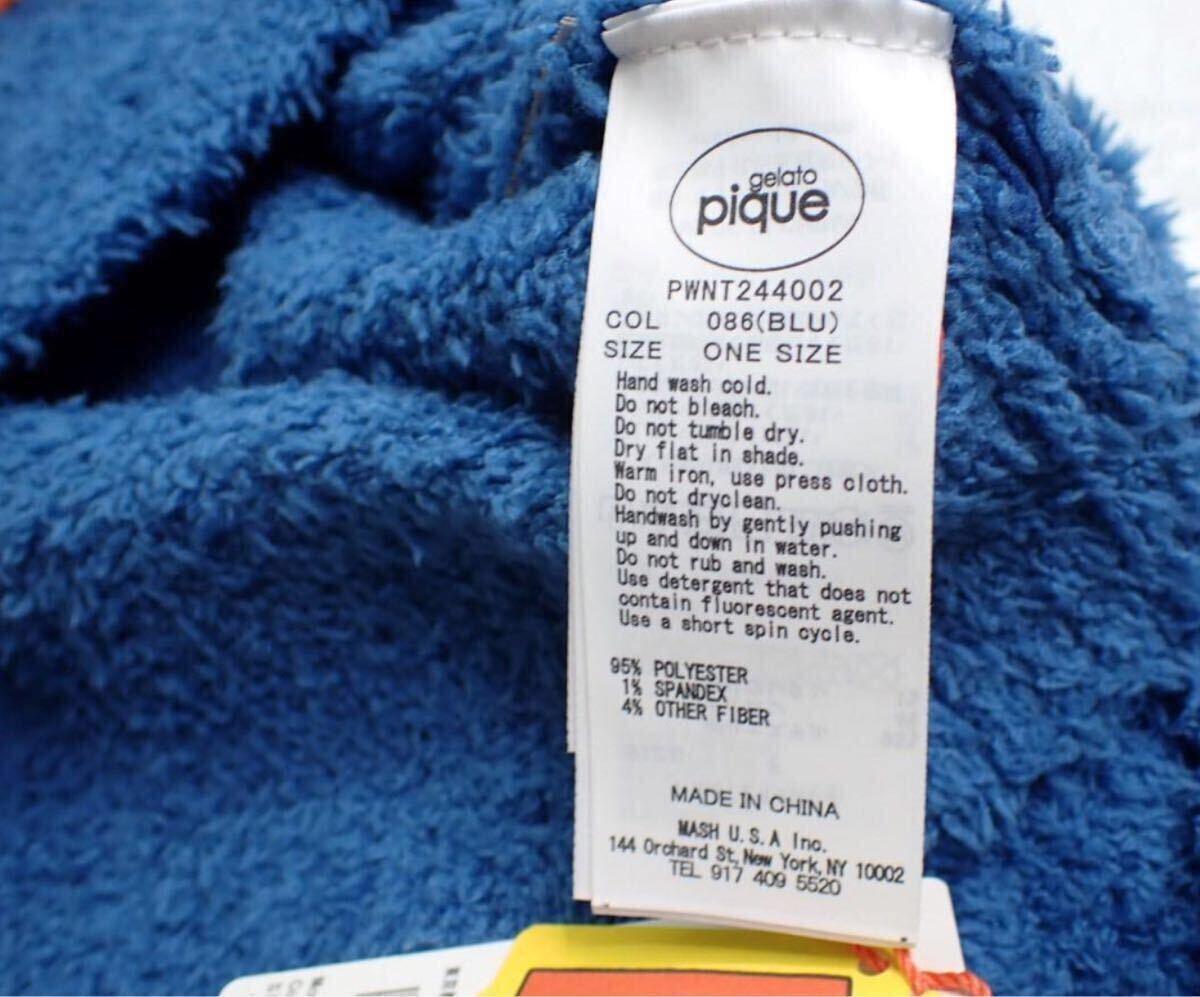 gelato
pique
PWNT244002
COL 086(BLU)
SIZE ONE SIZE
Hand wash cold.
Do not bleach.
Do not tumble dry.
Dry flat in shade.
Warm iron, use press cloth.
Do not dryclean.
Handwash by gently pushing
up and down in water.
Do not rub and wash.
Use detergent that does not
contain fluorescent agent.
Use a short spin cycle.
95% POLYESTER
1% SPANDEX
4% OTHER FIBER
MADE IN CHINA
MASH U.S.A Inc.
144 Orchard St, New York, NY 10002
TEL 917 409 5520